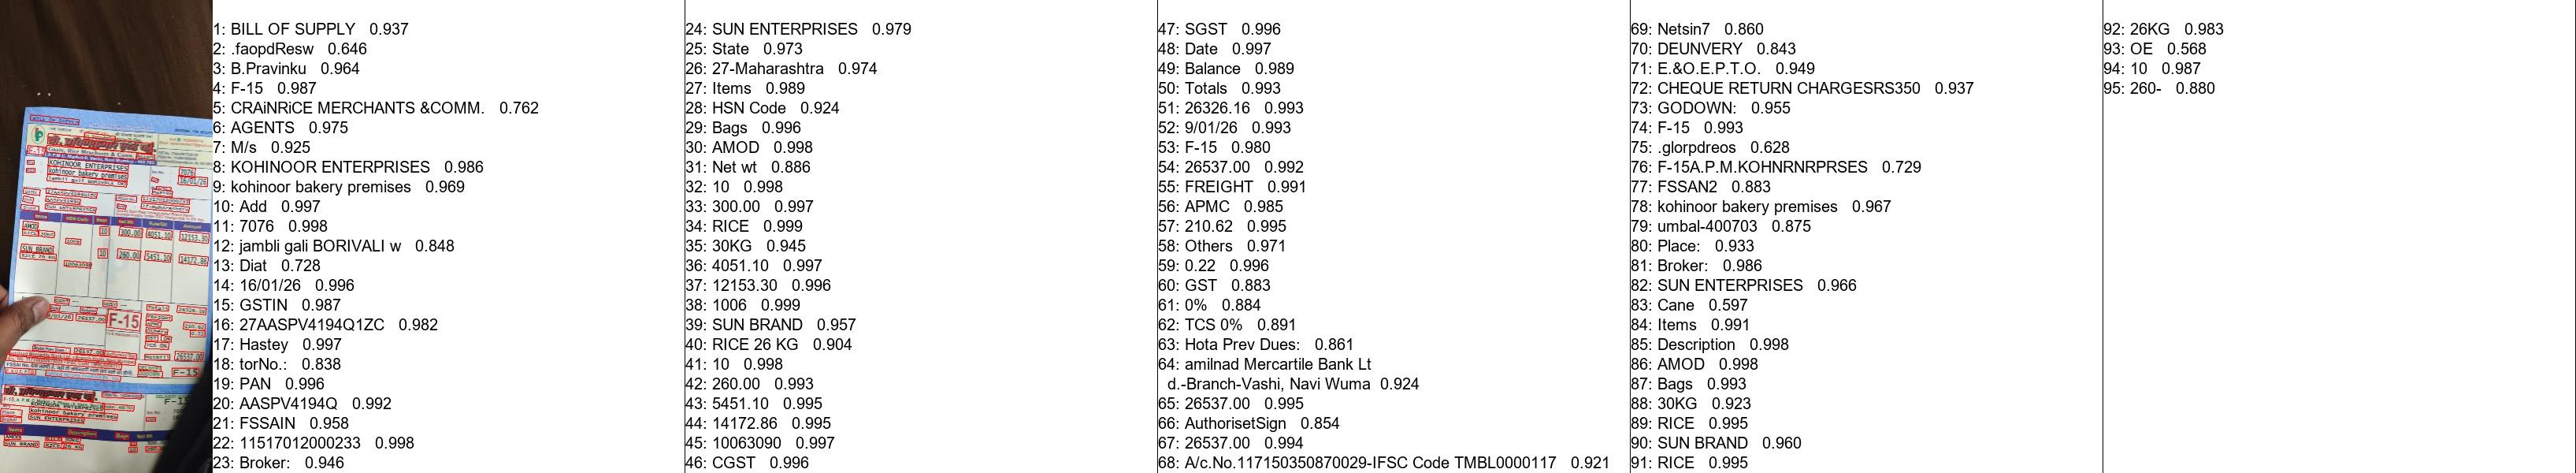 1: BILL OF SUPPLY 0.937
2: .faopdResw 0.646
3: B.Pravinku 0.964
4: F-15 0.987
5: CRAiNRiCE MERCHANTS &COMM. 0.762
6: AGENTS 0.975
7: M/s 0.925
8: KOHINOOR ENTERPRISES 0.986
9: kohinoor bakery premises 0.969
10: Add 0.997
11: 7076 0.998
12: jambli gali BORIVALI w 0.848
13: Diat 0.728
14: 16/01/26 0.996
15: GSTIN 0.987
16: 27AASPV4194Q1ZC 0.982
17: Hastey 0.997
18: torNo.: 0.838
19: PAN 0.996
20: AASPV4194Q 0.992
21: FSSAIN 0.958
22: 11517012000233 0.998
23: Broker: 0.946
24: SUN ENTERPRISES 0.979
25: State 0.973
26: 27-Maharashtra 0.974
27: Items 0.989
28: HSN Code 0.924
29: Bags 0.996
30: AMOD 0.998
31: Net wt 0.886
32: 10 0.998
33: 300.00 0.997
34: RICE 0.999
35: 30KG 0.945
36: 4051.10 0.997
37: 12153.30 0.996
38: 1006 0.999
39: SUN BRAND 0.957
40: RICE 26 KG 0.904
41: 10 0.998
42: 260.00 0.993
43: 5451.10 0.995
44: 14172.86 0.995
45: 10063090 0.997
46: CGST 0.996
47: SGST 0.996
48: Date 0.997
49: Balance 0.989
50: Totals 0.993
51: 26326.16 0.993
52: 9/01/26 0.993
53: F-15 0.980
54: 26537.00 0.992
55: FREIGHT 0.991
56: APMC 0.985
57: 210.62 0.995
58: Others 0.971
59: 0.22 0.996
60: GST 0.883
61: 0% 0.884
62: TCS 0% 0.891
63: Hota Prev Dues: 0.861
64: amilnad Mercartile Bank Lt
d.-Branch-Vashi, Navi Wuma 0.924
65: 26537.00 0.995
66: AuthorisetSign 0.854
67: 26537.00 0.994
68: A/c.No.117150350870029-IFSC Code TMBL0000117 0.921
69: Netsin7 0.860
70: DEUNVERY 0.843
71: E.&O.E.P.T.O. 0.949
72: CHEQUE RETURN CHARGESRS350 0.937
73: GODOWN: 0.955
74: F-15 0.993
75: .glorpdreos 0.628
76: F-15A.P.M.KOHNRNRPRSES 0.729
77: FSSAN2 0.883
78: kohinoor bakery premises 0.967
79: umbal-400703 0.875
80: Place: 0.933
81: Broker: 0.986
82: SUN ENTERPRISES 0.966
83: Cane 0.597
84: Items 0.991
85: Description 0.998
86: AMOD 0.998
87: Bags 0.993
88: 30KG 0.923
89: RICE 0.995
90: SUN BRAND 0.960
91: RICE 0.995
92: 26KG 0.983
93: OE 0.568
94: 10 0.987
95: 260- 0.880